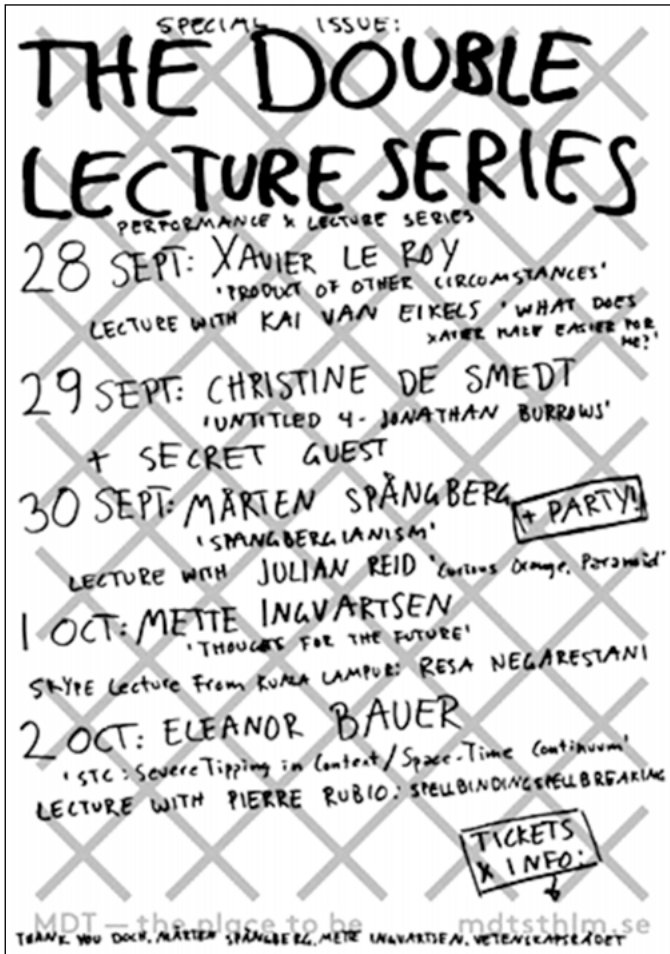 SPECIAL ISSUE:
THE DOUBLE
LECTURE SERIES
PERFORMANCE & LECTURE SERIES
28 SEPT: XAVIER LE ROY
'PRODUCT OF OTHER CIRCUMSTANCES'
LECTURE WITH KAI VAN EIKELS 'WHAT DOES
XAVIER MAKE EASIER FOR
ME?'
29 SEPT: CHRISTINE DE SMEDT
'UNTITLED 4 - JONATHAN BURROWS'
+ SECRET GUEST
30 SEPT: MÅRTEN SPÅNGBERG
+ PARTY!
'SPANGBERGIANISM'
LECTURE WITH JULIAN REID 'Curious Orange, Paranoid'
1 OCT: METTE INGVARTSEN
'THOUGHTS FOR THE FUTURE'
SKYPE Lecture From KUALA LAMPUR: RESA NEGARESTANI
2 OCT: ELEANOR BAUER
'STC: Severe Tipping in Context/Space-Time Continuum'
LECTURE WITH PIERRE RUBIO: SPELLBINDINGSPELLBREAKING
TICKETS
& INFO:
MDT — the place to be mdtsthlm.se
THANK YOU DOCH, MÅRTEN SPÅNGBERG, METE INGVARTSEN, VETENSKAPSRÅDET